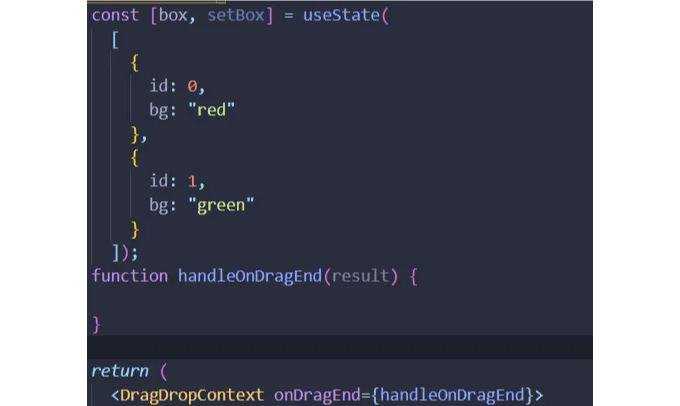 const [box, setBox] = useState(
[
{
id: 0,
bg: "red"
},
{
id: 1,
bg: "green"
}
]);
function handleOnDragEnd(result) {
}
return (
<DragDropContext onDragEnd={handleOnDragEnd}>